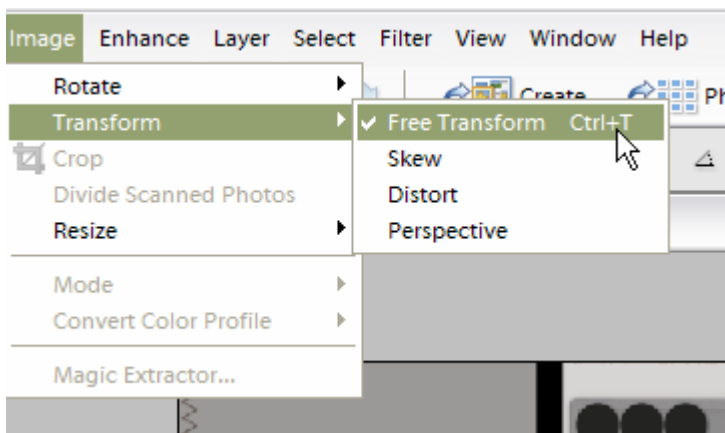 Image Enhance Layer Select Filter View Window Help
Rotate
Create
Transform
Free Transform Ctrl+T
Crop
Skew
Divide Scanned Photos
Distort
Resize
Perspective
Mode
Convert Color Profile
Magic Extractor...